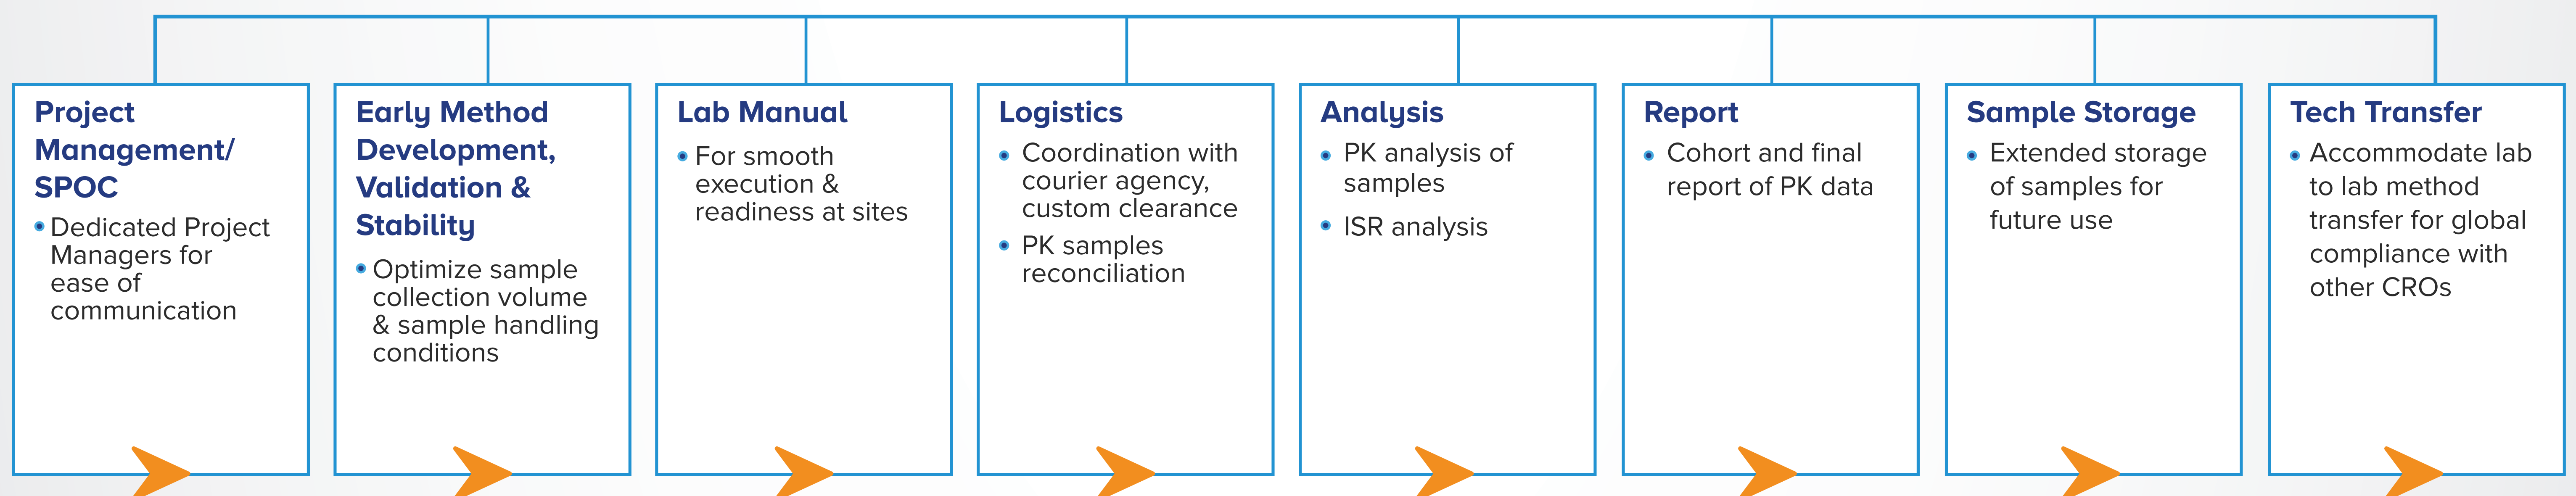 Project
Management/
SPOC
Dedicated Project
Managers for
ease of
communication
Early Method
Development,
Validation &
Stability
Optimize sample
collection volume
& sample handling
conditions
Lab Manual
For smooth
execution &
readiness at sites
Logistics
Coordination with
courier agency,
custom clearance
PK samples
reconciliation
Analysis
PK analysis of
samples
ISR analysis
Report
Cohort and final
report of PK data
Sample Storage
Extended storage
of samples for
future use
Tech Transfer
Accommodate lab
to lab method
transfer for global
compliance with
other CROs